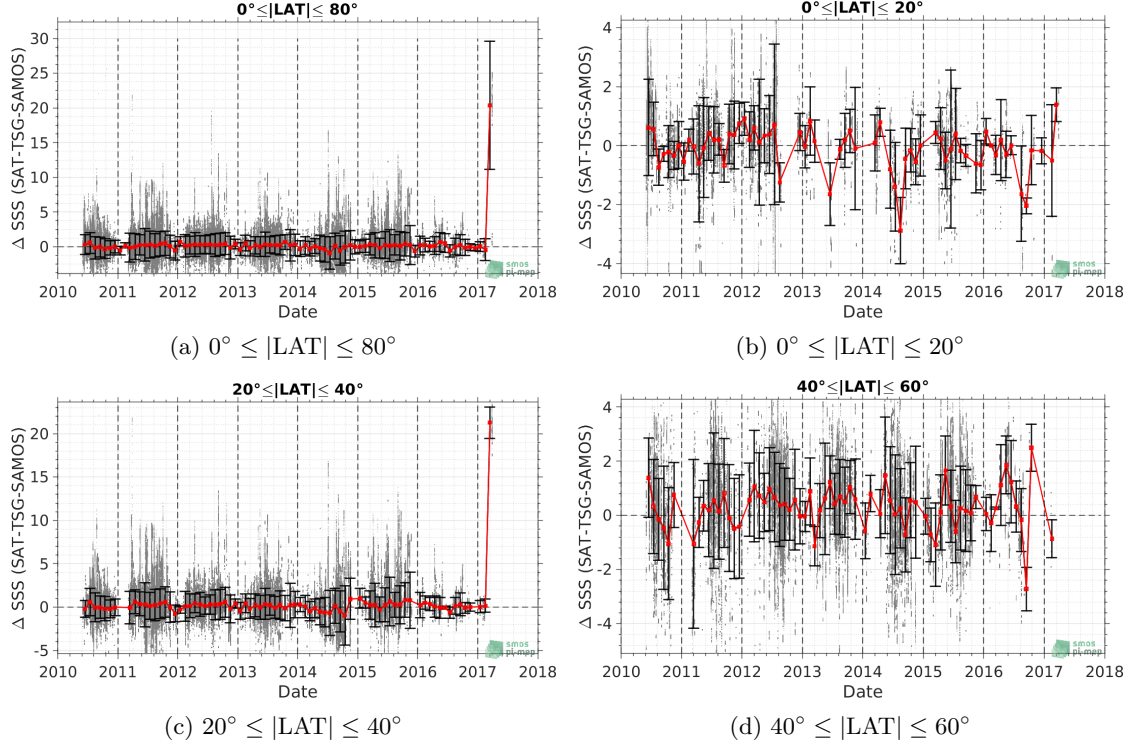 0°≤|LAT|≤ 80°
Δ SSS (SAT-TSG-SAMOS)
30
25
20
15
10
5
0
2010 2011 2012 2013 2014 2015 2016 2017 2018
Date
smos
pi-mep
(a) 0° ≤ |LAT| ≤ 80°
0°≤|LAT|≤ 20°
Δ SSS (SAT-TSG-SAMOS)
4
2
0
-2
-4
2010 2011 2012 2013 2014 2015 2016 2017 2018
Date
smos
pi-mep
(b) 0° ≤ |LAT| ≤ 20°
20°≤|LAT|≤ 40°
Δ SSS (SAT-TSG-SAMOS)
20
15
10
5
0
-5
2010 2011 2012 2013 2014 2015 2016 2017 2018
Date
smos
pi-mep
(c) 20° ≤ |LAT| ≤ 40°
40°≤|LAT|≤ 60°
Δ SSS (SAT-TSG-SAMOS)
4
2
0
-2
-4
2010 2011 2012 2013 2014 2015 2016 2017 2018
Date
smos
pi-mep
(d) 40° ≤ |LAT| ≤ 60°